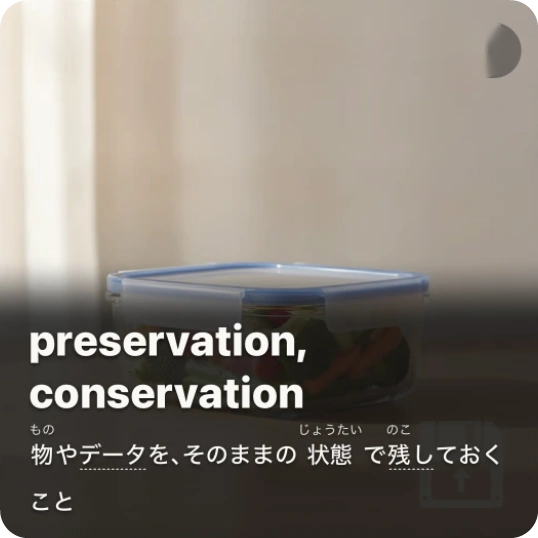 preservation,
conservation
もの じょうたい のこ
物やデータを、そのままの 状態 で残しておく
こと